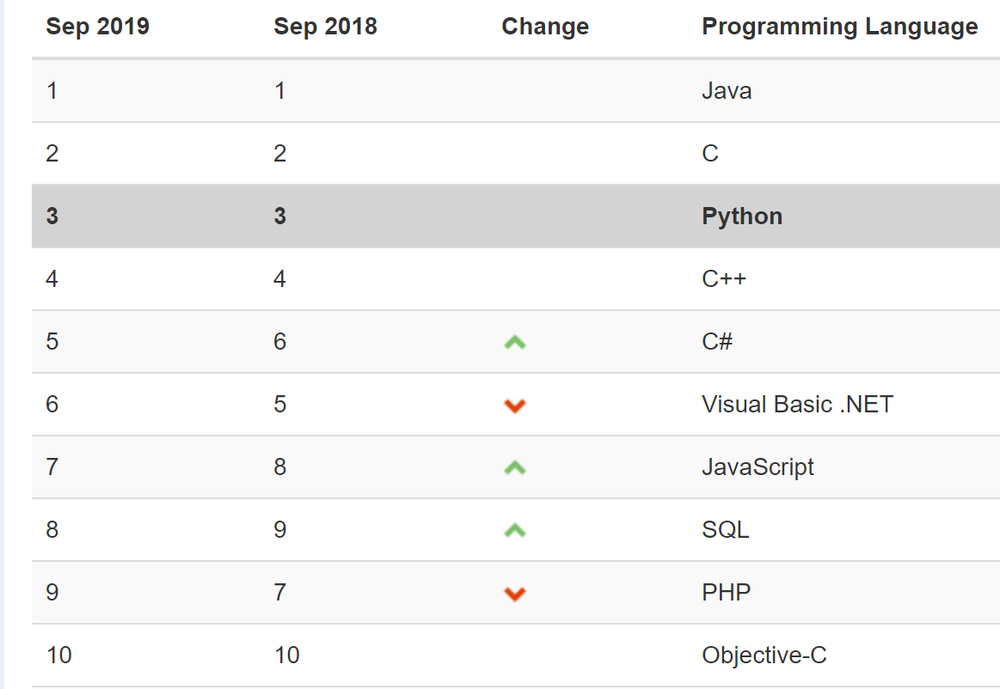 Sep 2019 Sep 2018 Change Programming Language
1 1 Java
2 2 C
3 3 Python
4 4 C++
5 6 C#
6 5 Visual Basic .NET
7 8 JavaScript
8 9 SQL
9 7 PHP
10 10 Objective-C